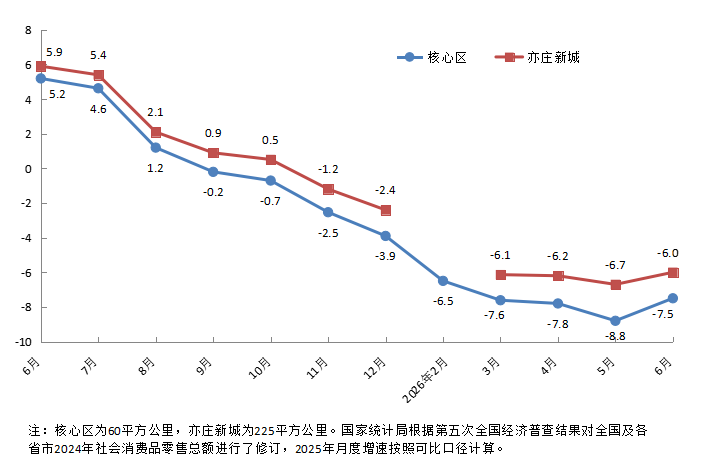 8
6
4
2
0
-2
-4
-6
-8
-10
核心区
亦庄新城
5.9
5.4
2.1
0.9
0.5
-1.2
-2.4
-6.1
-6.2
-6.7
-6.0
5.2
4.6
1.2
-0.2
-0.7
-2.5
-3.9
-6.5
-7.6
-7.8
-8.8
-7.5
6月
7月
8月
9月
10月
11月
12月
2026年2月
3月
4月
5月
6月
注：核心区为60平方公里，亦庄新城为225平方公里。国家统计局根据第五次全国经济普查结果对全国及各
省市2024年社会消费品零售总额进行了修订，2025年月度增速按照可比口径计算。